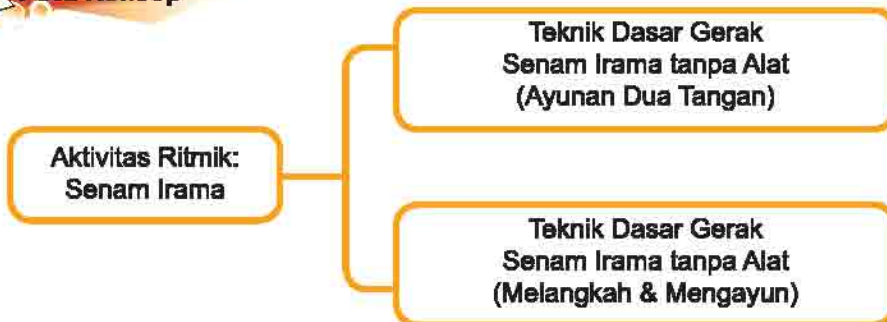 Aktivitas Ritmik:
Senam Irama
Teknik Dasar Gerak
Senam Irama tanpa Alat
(Ayunan Dua Tangan)
Teknik Dasar Gerak
Senam Irama tanpa Alat
(Melangkah & Mengayun)